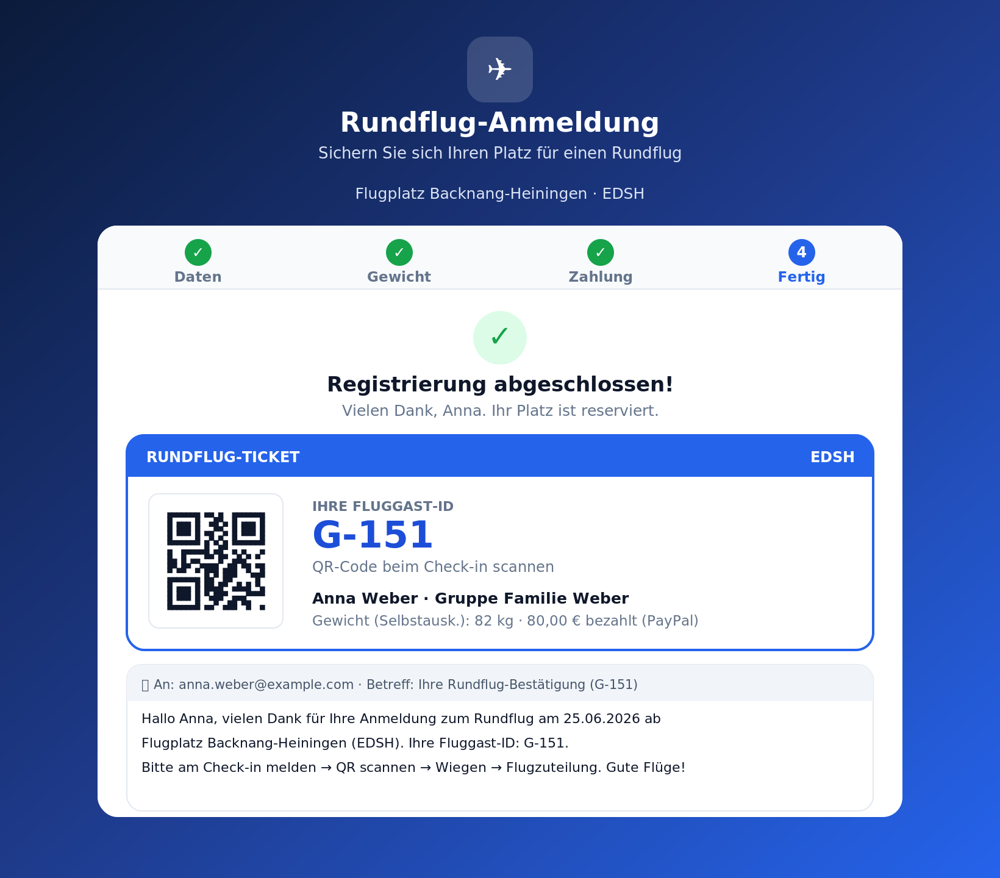 Rundflug-Anmeldung
Sichern Sie sich Ihren Platz für einen Rundflug
Flugplatz Backnang-Heiningen · EDSH
✓ ✓ ✓ 4
Daten Gewicht Zahlung Fertig
✓
Registrierung abgeschlossen!
Vielen Dank, Anna. Ihr Platz ist reserviert.
RUNDFLUG-TICKET EDSH
IHRE FLUGGAST-ID
G-151
QR-Code beim Check-in scannen
Anna Weber · Gruppe Familie Weber
Gewicht (Selbstausk.): 82 kg · 80,00 € bezahlt (PayPal)
An: anna.weber@example.com · Betreff: Ihre Rundflug-Bestätigung (G-151)
Hallo Anna, vielen Dank für Ihre Anmeldung zum Rundflug am 25.06.2026 ab
Flugplatz Backnang-Heiningen (EDSH). Ihre Fluggast-ID: G-151.
Bitte am Check-in melden → QR scannen → Wiegen → Flugzuteilung. Gute Flüge!